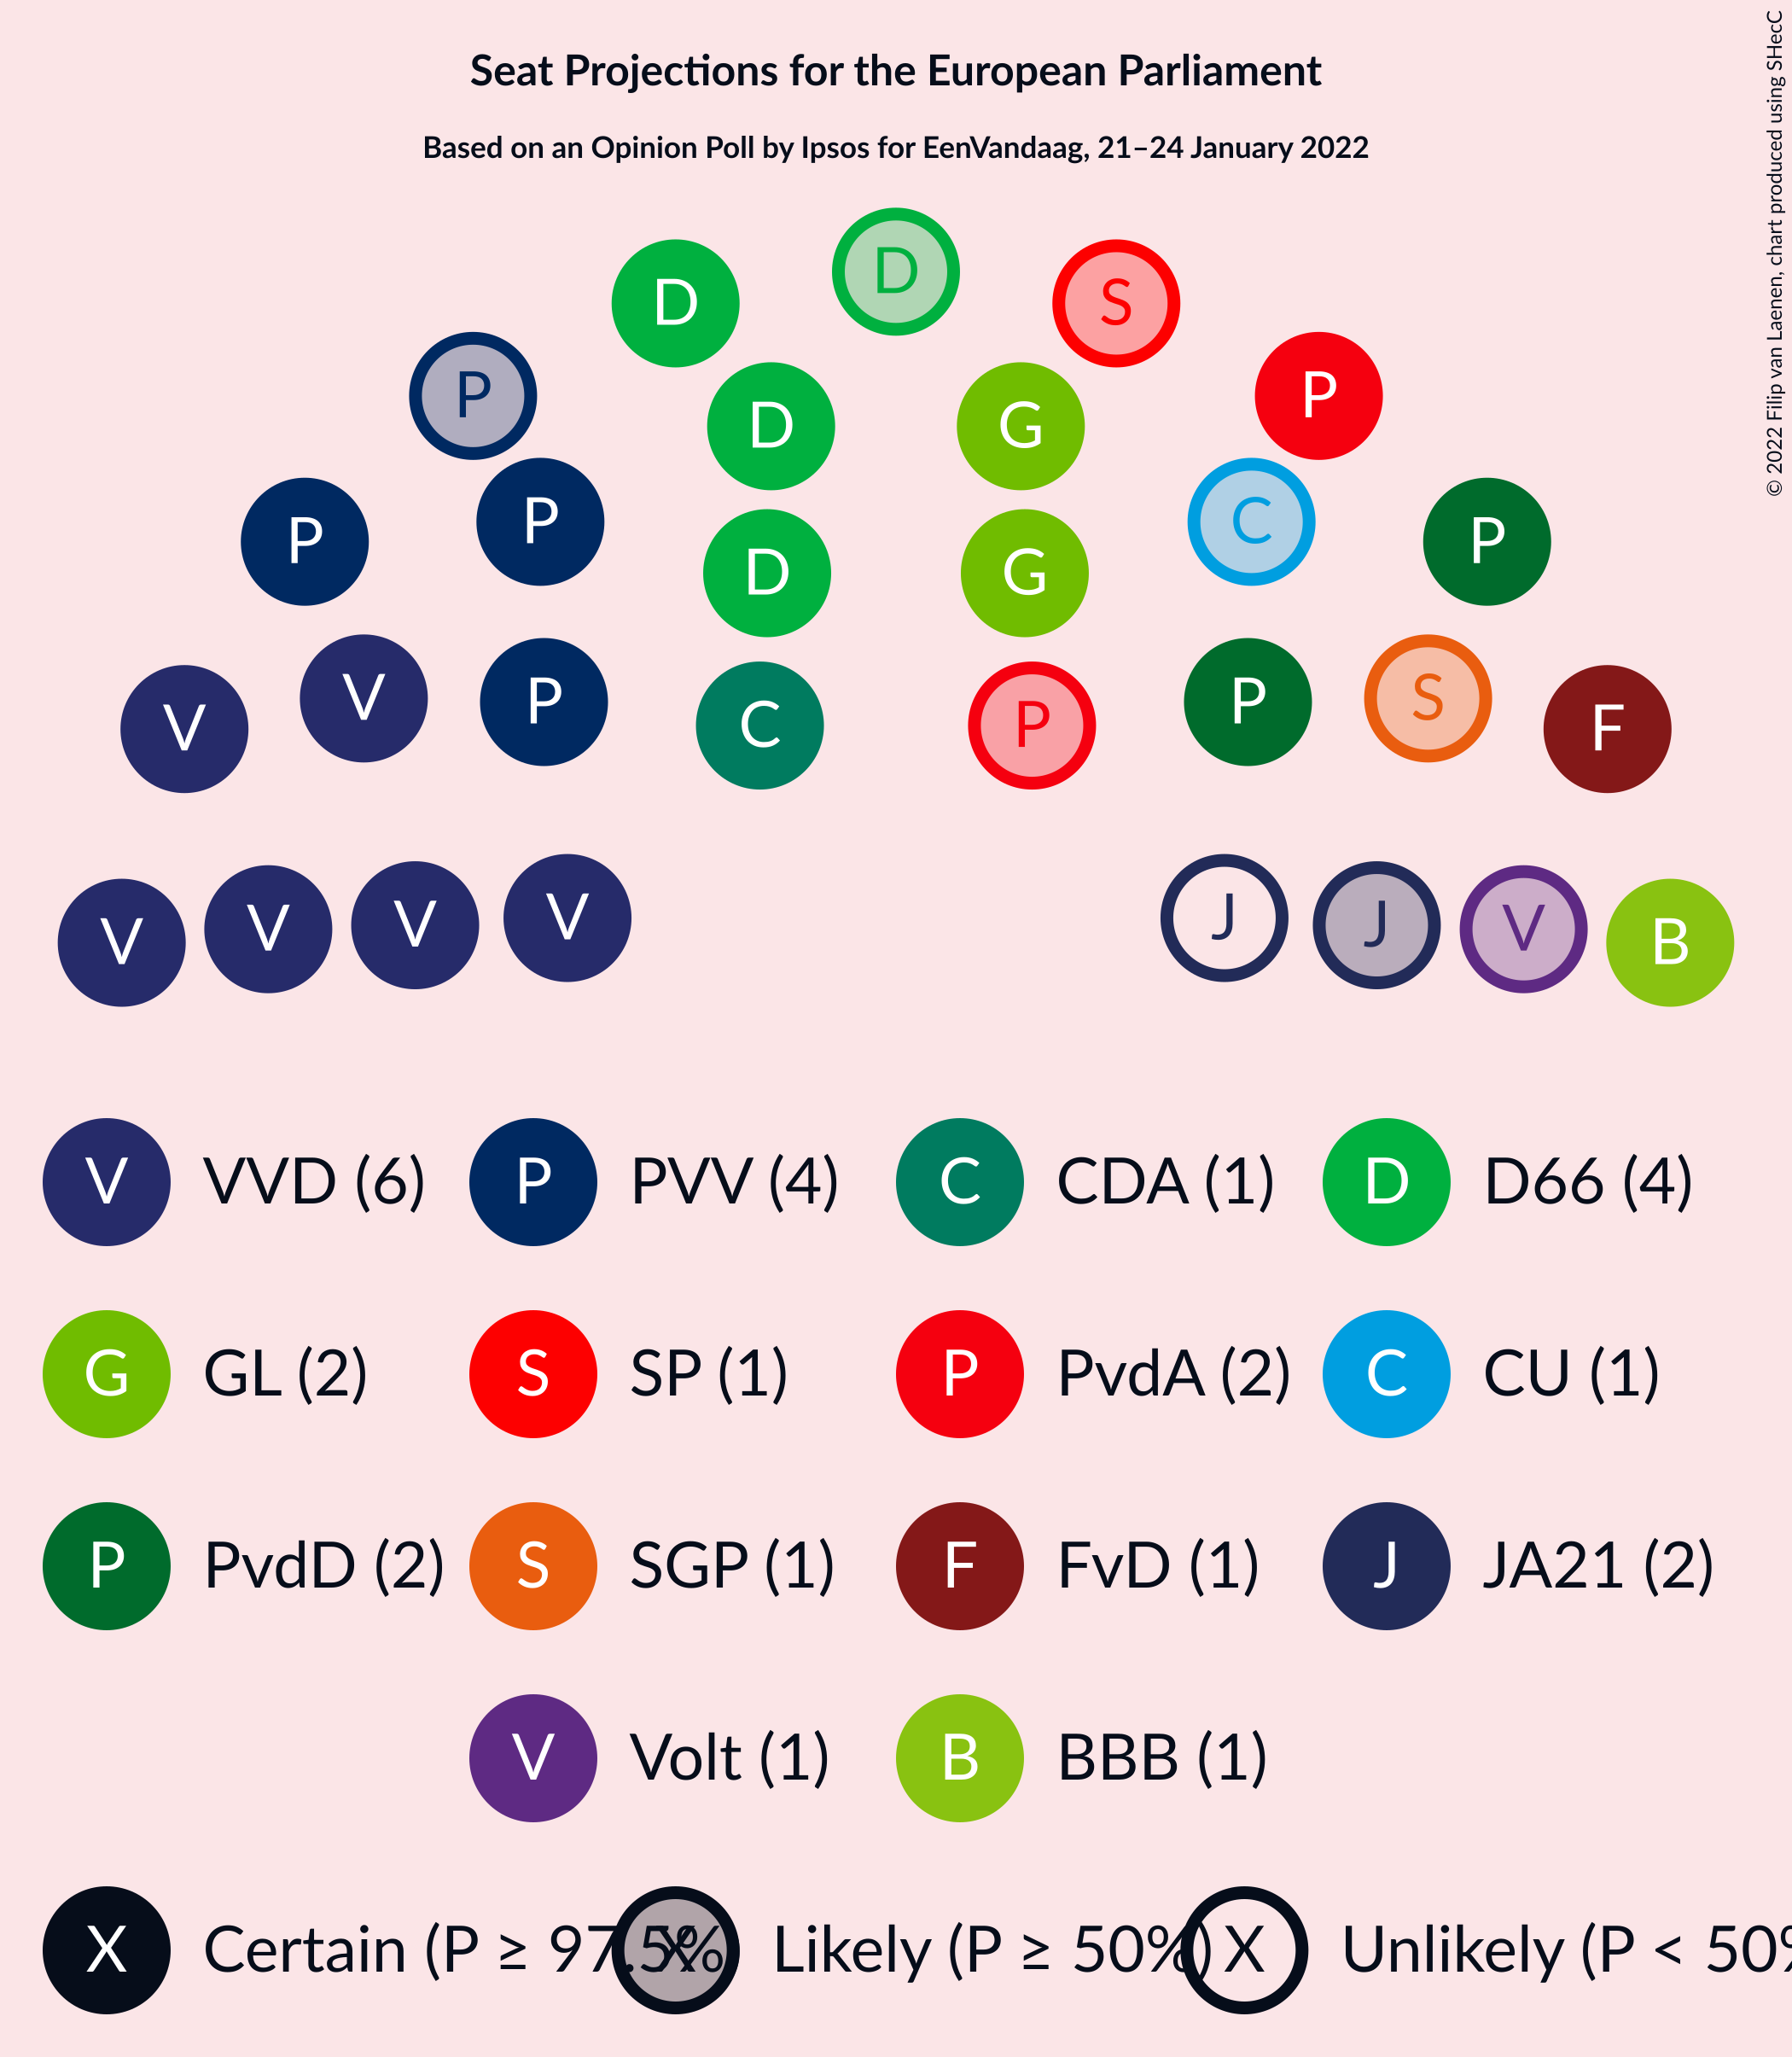 Seat Projections for the European Parliament
Based on an Opinion Poll by Ipsos for EenVandaag, 21–24 January 2022
© 2022 Filip van Laenen, chart produced using SHecC
D
D S
P P
D G
P P C P
D G
V V P C P P S F
V V V V J J V B
V VVD (6) P PVV (4) C CDA (1) D D66 (4)
G GL (2) S SP (1) P PvdA (2) C CU (1)
P PvdD (2) S SGP (1) F FvD (1) J JA21 (2)
V Volt (1) B BBB (1)
X Certain (P ≥ 97.5% X Likely (P ≥ 50%) X Unlikely (P < 50%